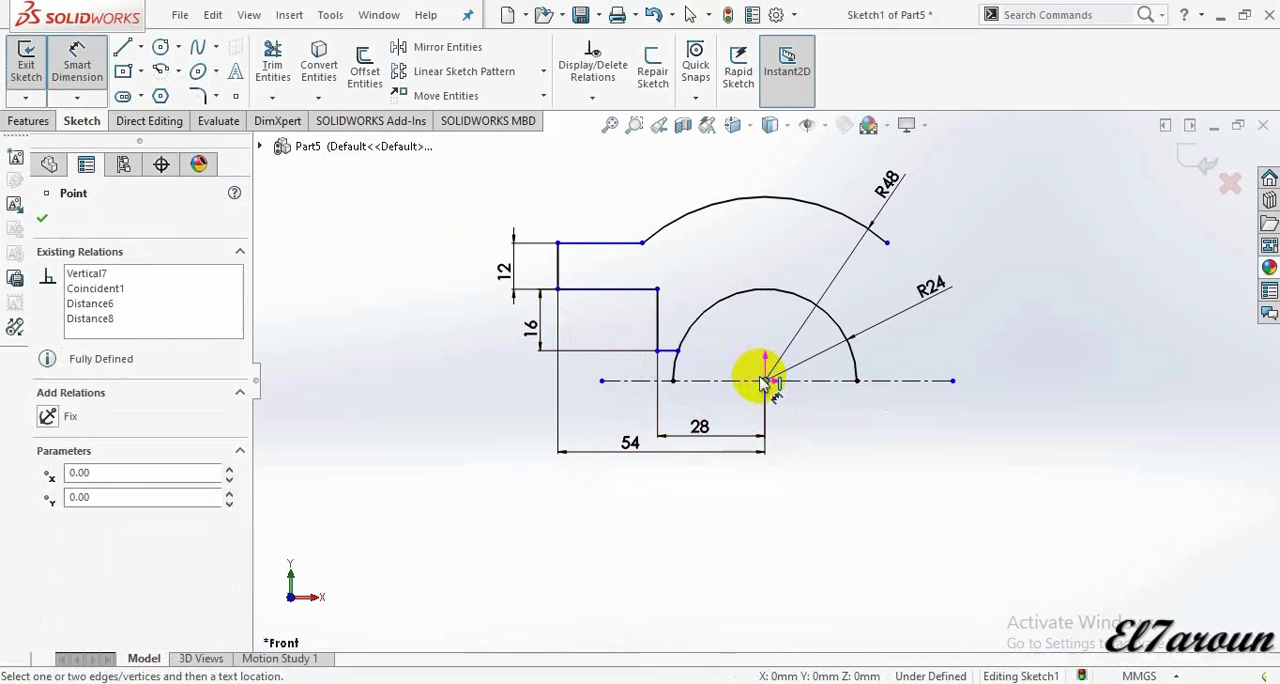 SOLIDWORKS
File Edit View Insert Tools Window Help
Sketch1 of Part5 *
Search Commands
Exit Sketch
Smart Dimension
Trim Entities
Convert Entities
Offset Entities
Mirror Entities
Linear Sketch Pattern
Move Entities
Display/Delete Relations
Repair Sketch
Quick Snaps
Rapid Sketch
Instant2D
Features Sketch Direct Editing Evaluate DimXpert SOLIDWORKS Add-Ins SOLIDWORKS MBD
Part5 (Default<<Default>...
Point
Existing Relations
Vertical7
Coincident1
Distance6
Distance8
Fully Defined
Add Relations
Fix
Parameters
x 0.00
Y 0.00
R48
12
R24
16
28
54
Y
X
*Front
Activate Wind
Go to Settings to
El7aroun
Model 3D Views Motion Study 1
Select one or two edges/vertices and then a text location.
X: 0mm Y: 0mm Z: 0mm Under Defined Editing Sketch1 MMGS